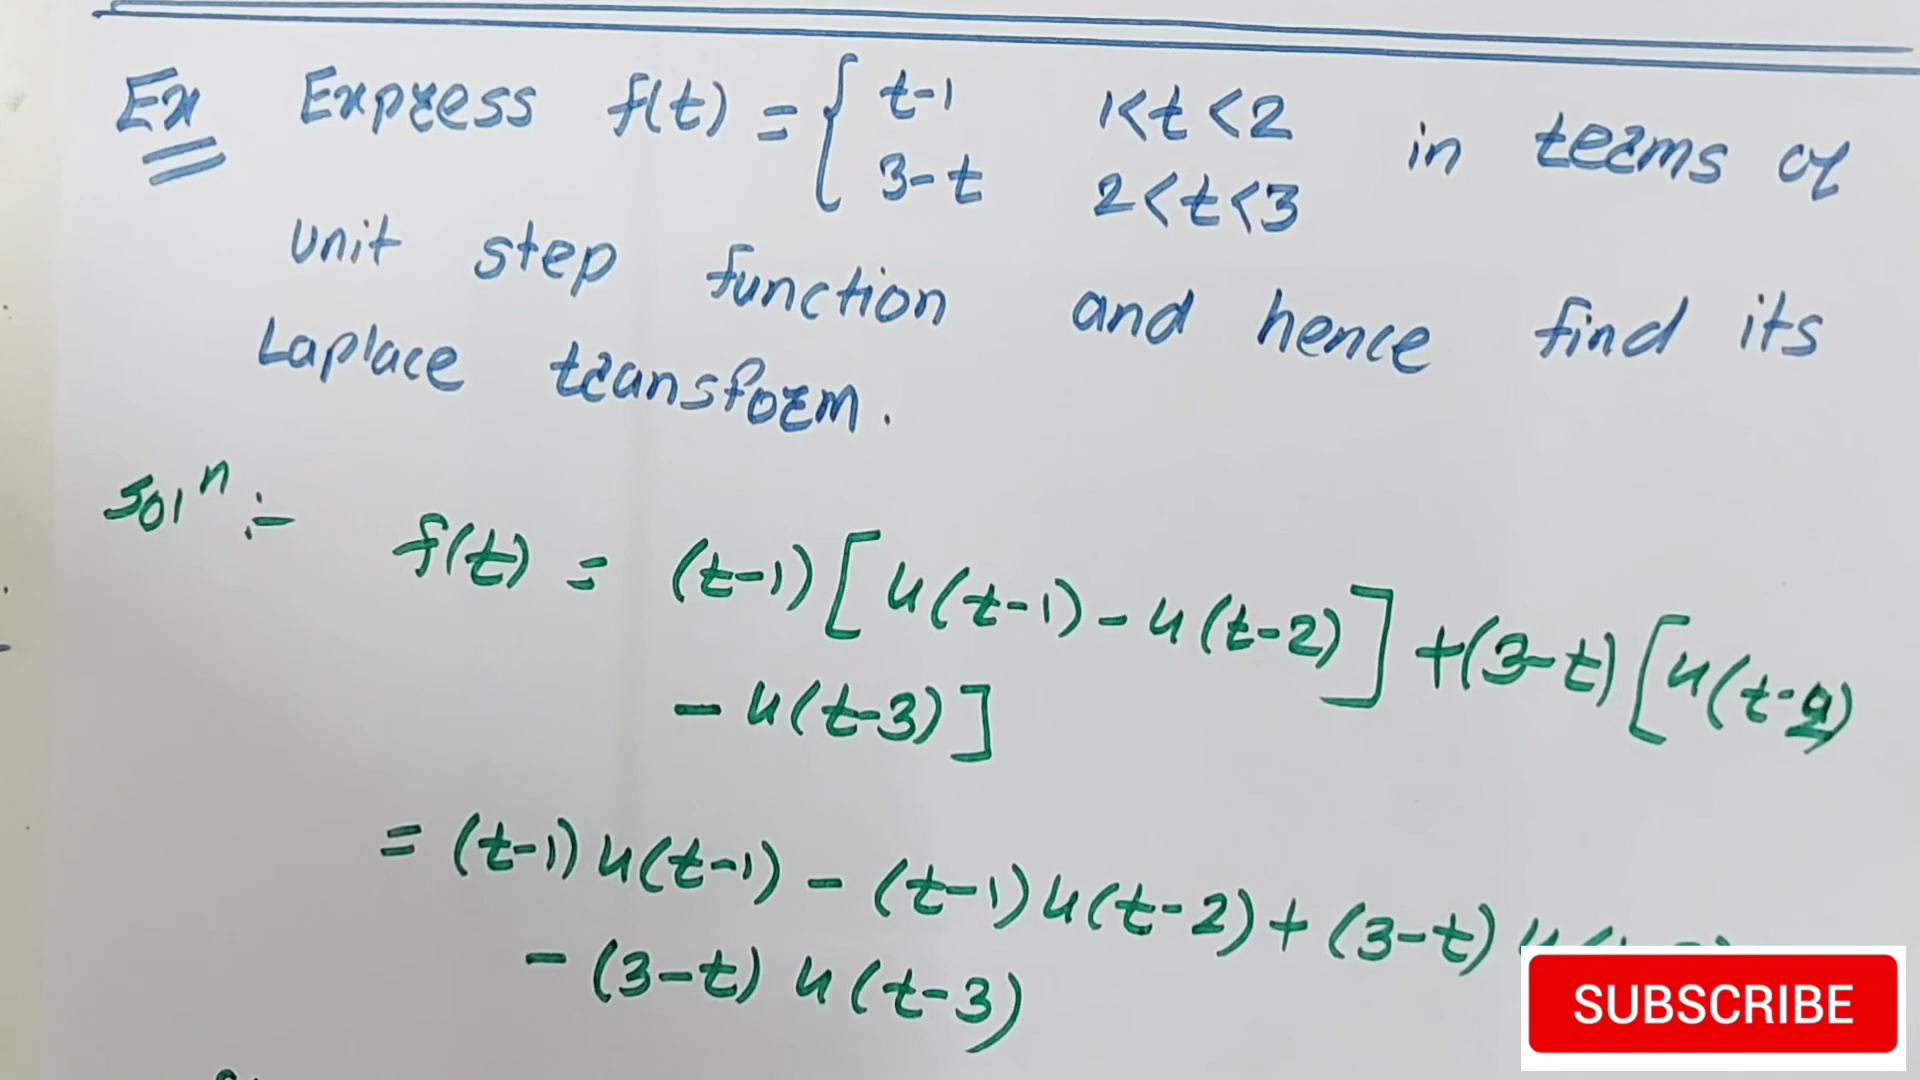 Ex Express f(t) = { t-1 1<t<2 in terms of
3-t 2<t<3
unit step function and hence find its
Laplace transform.
Solⁿ :- f(t) = (t-1)[u(t-1)-u(t-2)]+(3-t)[u(t-2)
- u(t-3)]
= (t-1)u(t-1) - (t-1)u(t-2)+(3-t)
- (3-t) u(t-3)
SUBSCRIBE